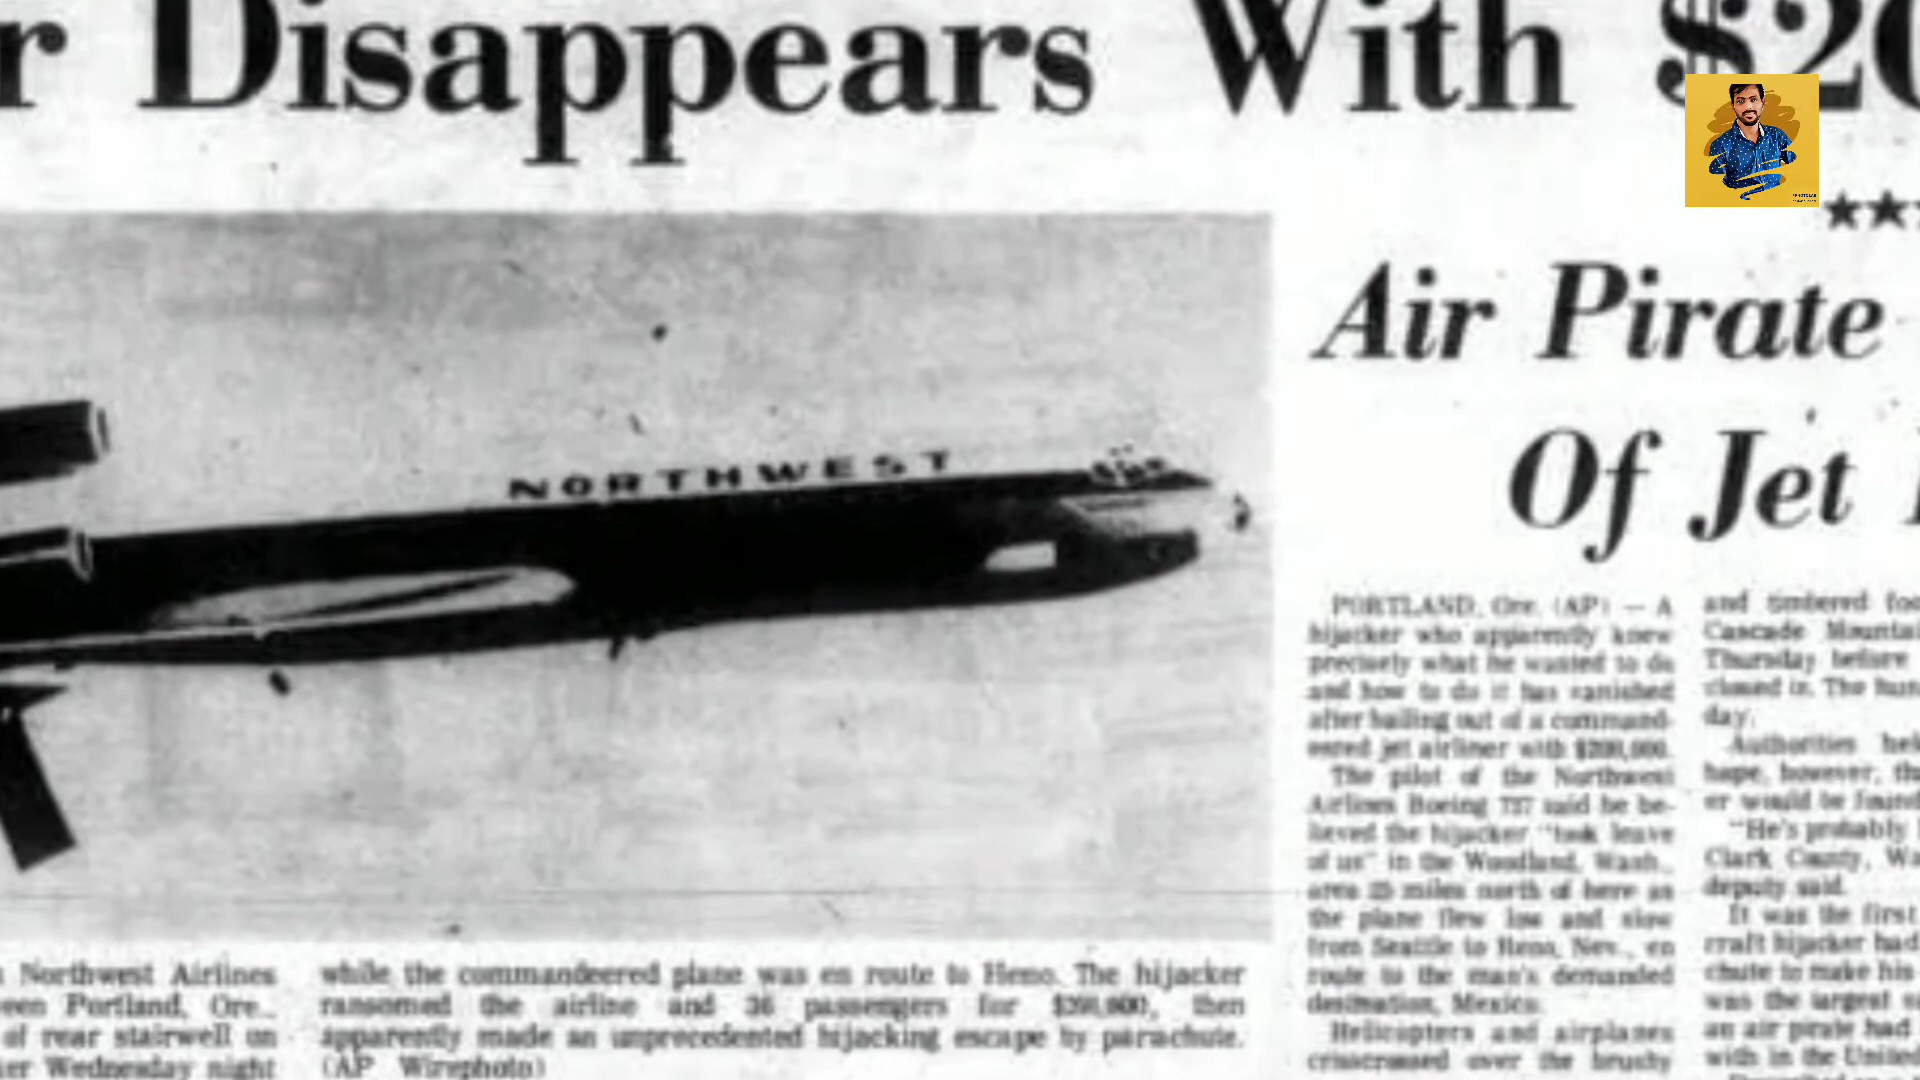 r Disappears With $20
★★★
Air Pirate
Of Jet
NORTHWEST
PORTLAND, Ore. (AP) — A
hijacker who apparently knew
precisely what he wanted to do
and how to do it has vanished
after bailing out of a command-
eered jet airliner with $200,000.
The pilot of the Northwest
Airlines Boeing 727 said he be-
lieved the hijacker "took leave
of us" in the Woodland, Wash.,
area 25 miles north of here as
the plane flew low and slow
from Seattle to Reno, Nev., en
route to the man's demanded
destination, Mexico.
Helicopters and airplanes
crisscrossed over the brushy
and timbered foo
Cascade Mountai
Thursday before
closed in. The hun
day.
Authorities hel
hope, however, th
er would be found
"He's probably
Clark County, Wa
deputy said.
It was the first
rcraft hijacker had
chute to make his
was the largest
an air pirate had
with in the United
Northwest Airlines
een Portland, Ore.,
of rear stairwell on
ter Wednesday night
while the commandeered plane was en route to Reno. The hijacker
ransomed the airline and 36 passengers for $200,000, then
apparently made an unprecedented hijacking escape by parachute.
(AP Wirephoto)